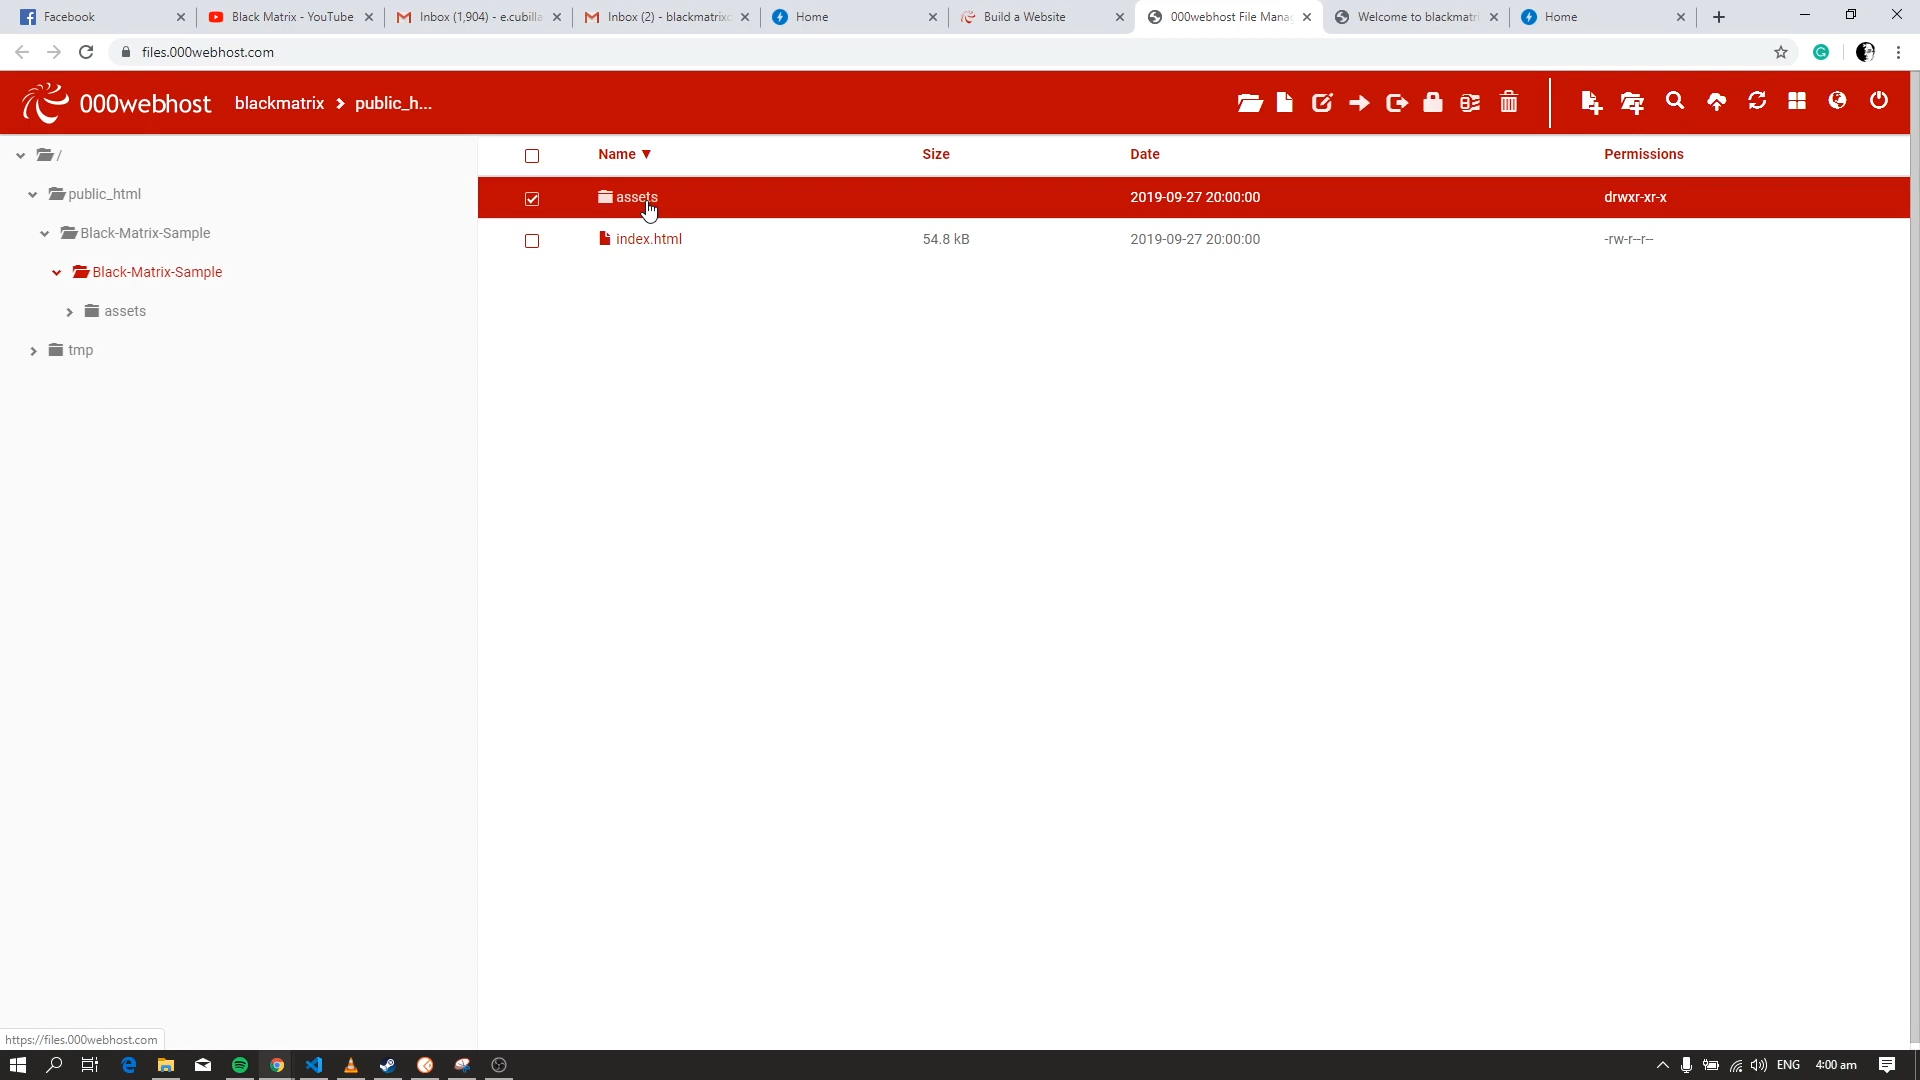 Facebook
Black Matrix - YouTube
Inbox (1,904) - e.cubilla
Inbox (2) - blackmatrixc
Home
Build a Website
000webhost File Mana
Welcome to blackmatri
Home
files.000webhost.com
000webhost
blackmatrix > public_h...
/
public_html
Black-Matrix-Sample
Black-Matrix-Sample
assets
tmp
Name ▼ Size Date Permissions
assets 2019-09-27 20:00:00 drwxr-xr-x
index.html 54.8 kB 2019-09-27 20:00:00 -rw-r--r--
https://files.000webhost.com
ENG 4:00 am